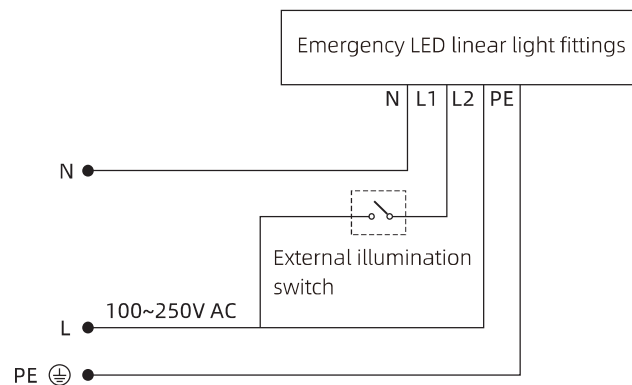 Emergency LED linear light fittings
N L1 L2 PE
N
External illumination
switch
100~250V AC
L
PE